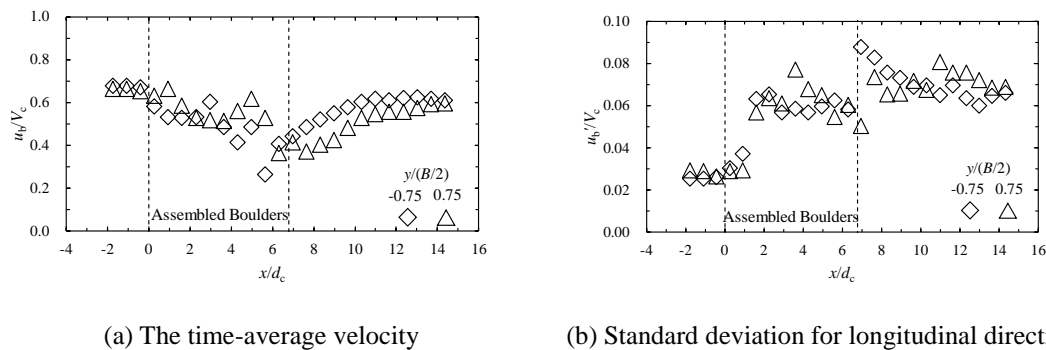 1.0
0.8
0.6
0.4
0.2
0.0
u_b/V_c
-2 0 2 4 6 8 10 12 14 16
x/d_c
Assembled Boulders
y/(B/2)
-0.75 0.75
0.10
0.08
0.06
0.04
0.02
0.00
u_b'/V_c
-2 0 2 4 6 8 10 12 14 16
x/d_c
Assembled Boulders
y/(B/2)
-0.75 0.75
(a) The time-average velocity
(b) Standard deviation for longitudinal directi